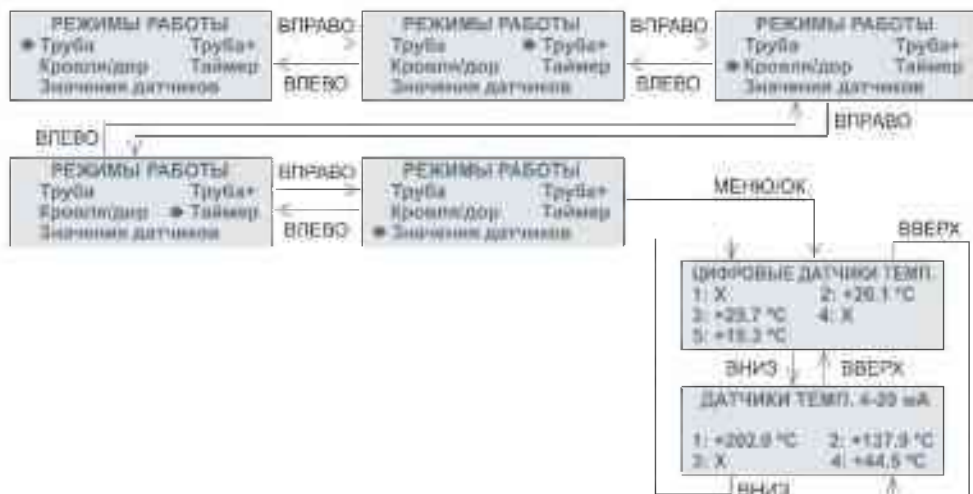 РЕЖИМЫ РАБОТЫ
Труба Труба+
Кровля/дор Таймер
Значения датчиков
ВПРАВО
ВЛЕВО
РЕЖИМЫ РАБОТЫ
Труба Труба+
Кровля/дор Таймер
Значения датчиков
ВПРАВО
ВЛЕВО
РЕЖИМЫ РАБОТЫ
Труба Труба+
Кровля/дор Таймер
Значения датчиков
ВЛЕВО
ВПРАВО
РЕЖИМЫ РАБОТЫ
Труба Труба+
Кровля/дор Таймер
Значения датчиков
ВПРАВО
ВЛЕВО
РЕЖИМЫ РАБОТЫ
Труба Труба+
Кровля/дор Таймер
Значения датчиков
МЕНЮ/ОК
ВВЕРХ
ЦИФРОВЫЕ ДАТЧИКИ ТЕМП.
1: X 2: +26.1 °C
3: +23.7 °C 4: X
5: +19.3 °C
ВНИЗ ВВЕРХ
ДАТЧИКИ ТЕМП. 4-20 мА
1: +202.9 °C 2: +137.9 °C
3: X 4: +44.5 °C
ВНИЗ